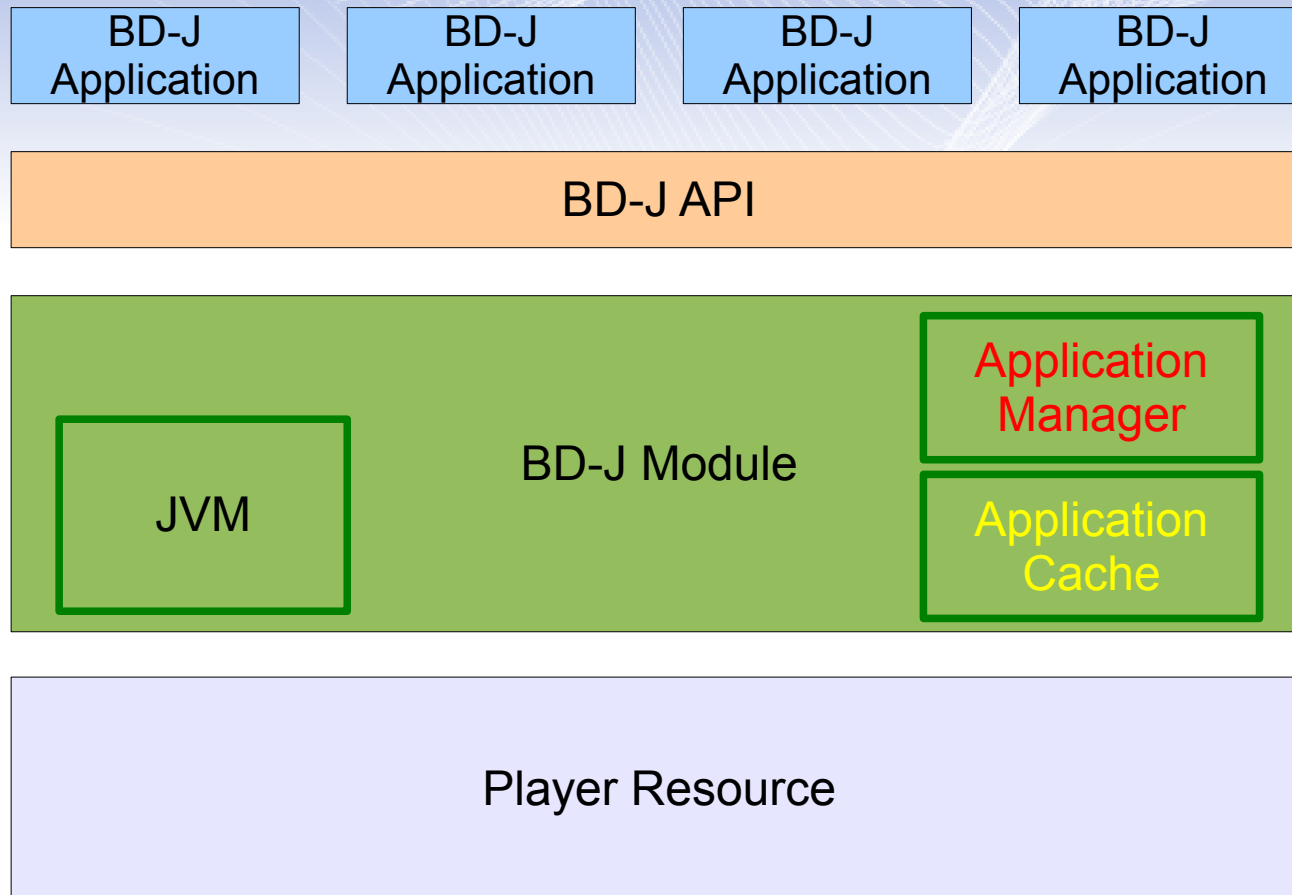 BD-J
Application
BD-J
Application
BD-J
Application
BD-J
Application
BD-J API
Application
Manager
BD-J Module
JVM
Application
Cache
Player Resource